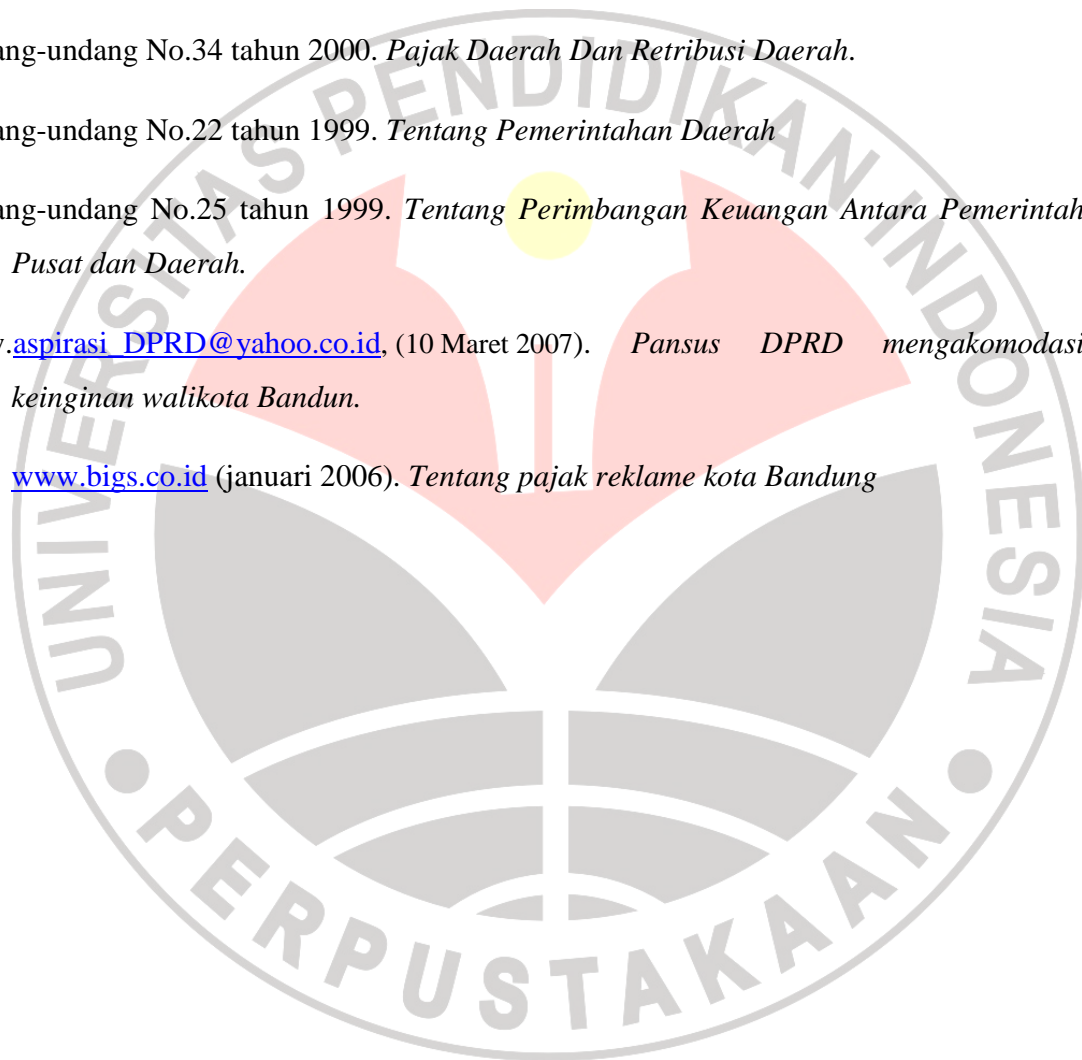 ang-undang No.34 tahun 2000. Pajak Daerah Dan Retribusi Daerah.
ang-undang No.22 tahun 1999. Tentang Pemerintahan Daerah
ang-undang No.25 tahun 1999. Tentang Perimbangan Keuangan Antara Pemerintah
Pusat dan Daerah.
.aspirasi_DPRD@yahoo.co.id, (10 Maret 2007). Pansus DPRD mengakomodasi
keinginan walikota Bandun.
www.bigs.co.id (januari 2006). Tentang pajak reklame kota Bandung
UNIVERSITAS PENDIDIKAN INDONESIA
PERPUSTAKAAN